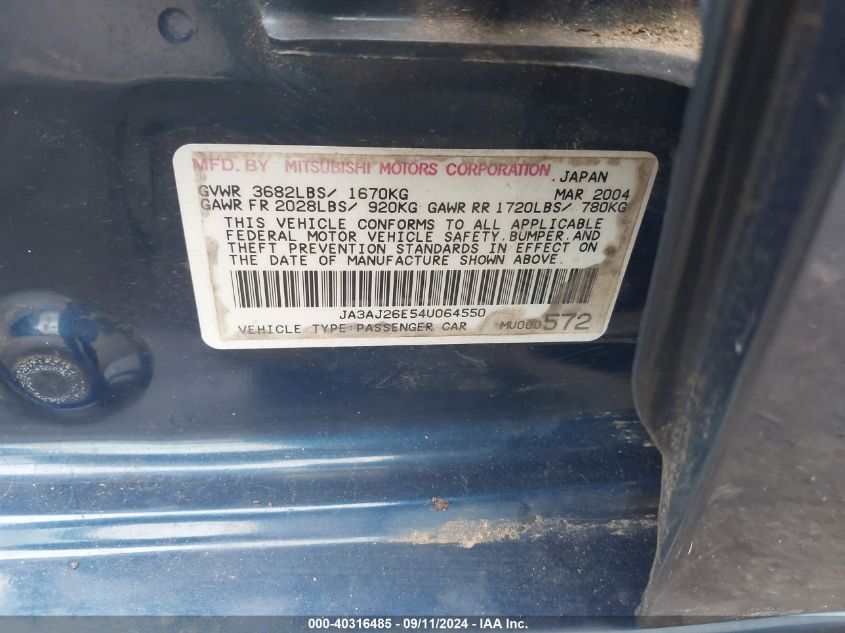 MFD. BY MITSUBISHI MOTORS CORPORATION, JAPAN
GVWR 3682LBS/ 1670KG MAR 2004
GAWR FR 2028LBS/ 920KG GAWR RR 1720LBS/ 780KG
THIS VEHICLE CONFORMS TO ALL APPLICABLE
FEDERAL MOTOR VEHICLE SAFETY, BUMPER, AND
THEFT PREVENTION STANDARDS IN EFFECT ON
THE DATE OF MANUFACTURE SHOWN ABOVE.
JA3AJ26E54U064550
VEHICLE TYPE:PASSENGER CAR MU000572
000-40316485 - 09/11/2024 - IAA Inc.